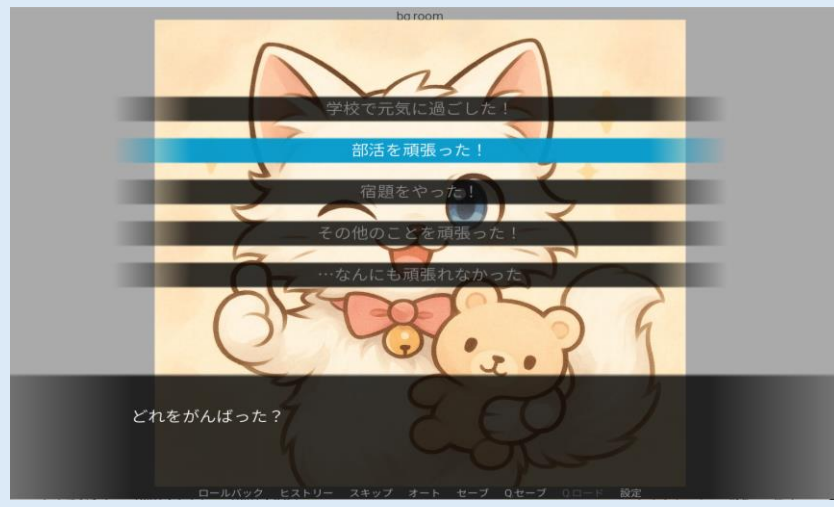 bg room
学校で元気に過ごした！
部活を頑張った！
宿題をやった！
その他のことを頑張った！
…なんにも頑張れなかった
どれをがんばった？
ロールバック ヒストリー スキップ オート セーブ Qセーブ Qロード 設定